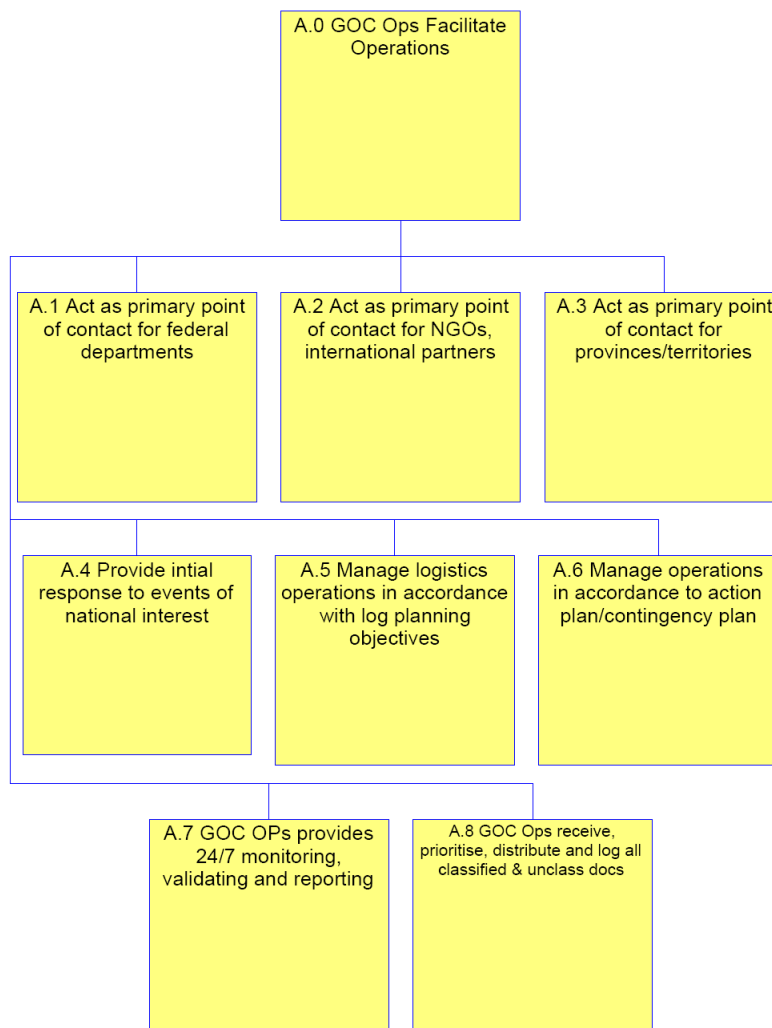 A.0 GOC Ops Facilitate
Operations
A.1 Act as primary point
of contact for federal
departments
A.2 Act as primary point
of contact for NGOs,
international partners
A.3 Act as primary point
of contact for
provinces/territories
A.4 Provide intial
response to events of
national interest
A.5 Manage logistics
operations in accordance
with log planning
objectives
A.6 Manage operations
in accordance to action
plan/contingency plan
A.7 GOC OPs provides
24/7 monitoring,
validating and reporting
A.8 GOC Ops receive,
prioritise, distribute and log all
classified & unclass docs